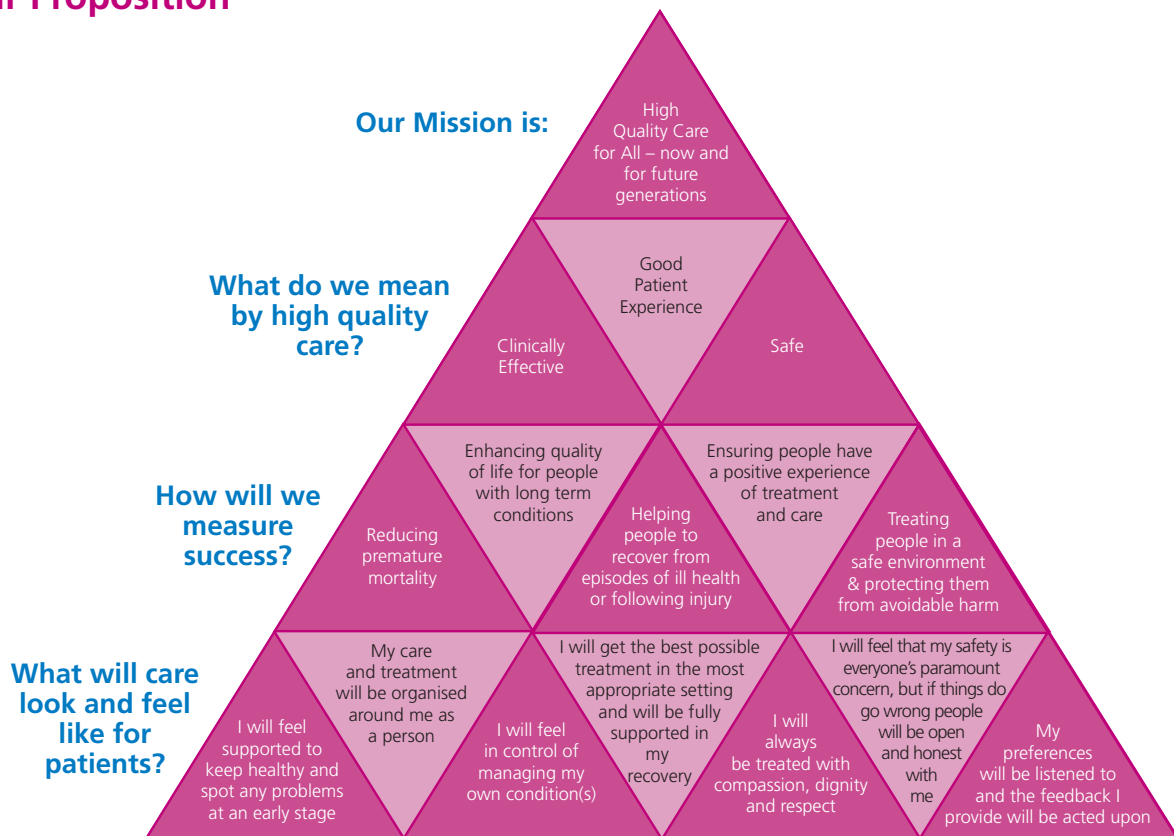 Proposition
Our Mission is:
High
Quality Care
for All – now and
for future
generations
What do we mean
by high quality
care?
Clinically
Effective
Good
Patient
Experience
Safe
How will we
measure
success?
Reducing
premature
mortality
Enhancing quality
of life for people
with long term
conditions
Helping
people to
recover from
episodes of ill health
or following injury
Ensuring people have
a positive experience
of treatment
and care
Treating
people in a
safe environment
& protecting them
from avoidable harm
What will care
look and feel
like for
patients?
I will feel
supported to
keep healthy and
spot any problems
at an early stage
My care
and treatment
will be organised
around me as
a person
I will feel
in control of
managing my
own condition(s)
I will get the best possible
treatment in the most
appropriate setting
and will be fully
supported in
my
recovery
I will
always
be treated with
compassion, dignity
and respect
I will feel that my safety is
everyone’s paramount
concern, but if things do
go wrong people
will be open
and honest
with
me
My
preferences
will be listened to
and the feedback I
provide will be acted upon